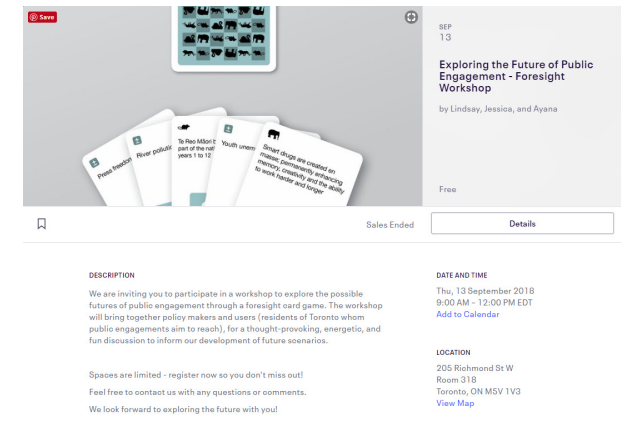 Save
SEP
13
Exploring the Future of Public
Engagement - Foresight
Workshop
by Lindsay, Jessica, and Ayana
Free
Press freedom
River
Te Reo Māori
part of the
years 1 to 12
Youth
Smart drugs are created en
masse; permanently enhancing
memory, creativity and the ability
to work harder and longer
Sales Ended
Details
DESCRIPTION
We are inviting you to participate in a workshop to explore the possible
futures of public engagement through a foresight card game. The workshop
will bring together policy makers and users (residents of Toronto whom
public engagements aim to reach), for a thought-provoking, energetic, and
fun discussion to inform our development of future scenarios.
Spaces are limited - register now so you don't miss out!
Feel free to contact us with any questions or comments.
We look forward to exploring the future with you!
DATE AND TIME
Thu, 13 September 2018
9:00 AM – 12:00 PM EDT
Add to Calendar
LOCATION
205 Richmond St W
Room 318
Toronto, ON M5V 1V3
View Map